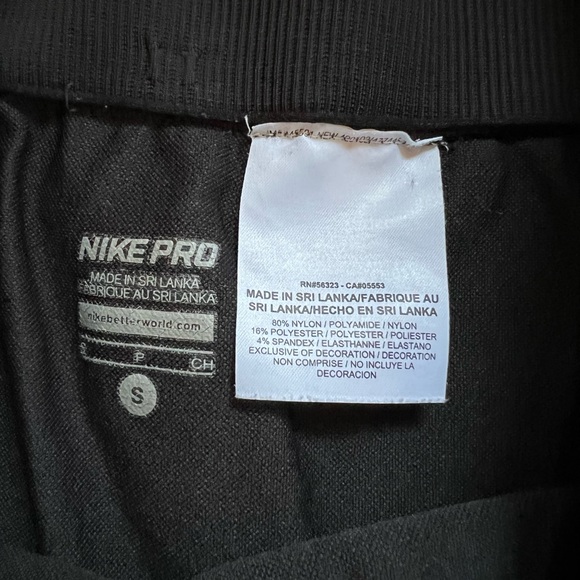 NIKE PRO
MADE IN SRI LANKA
FABRIQUE AU SRI LANKA
nikebetterworld.com
P CH
S
RN#56323 - CA#05553
MADE IN SRI LANKA/FABRIQUE AU
SRI LANKA/HECHO EN SRI LANKA
80% NYLON / POLYAMIDE / NYLON
16% POLYESTER / POLYESTER / POLIESTER
4% SPANDEX / ELASTHANNE / ELASTANO
EXCLUSIVE OF DECORATION / DECORATION
NON COMPRISE / NO INCLUYE LA
DECORACION